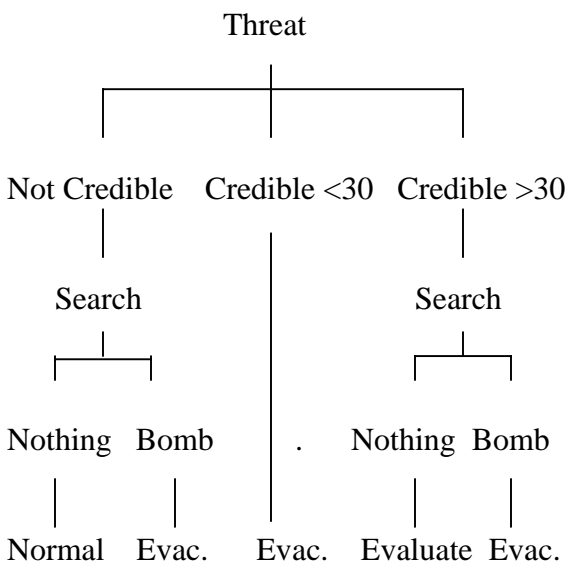 Threat
Not Credible Credible <30 Credible >30
Search Search
Nothing Bomb . Nothing Bomb
Normal Evac. Evac. Evaluate Evac.